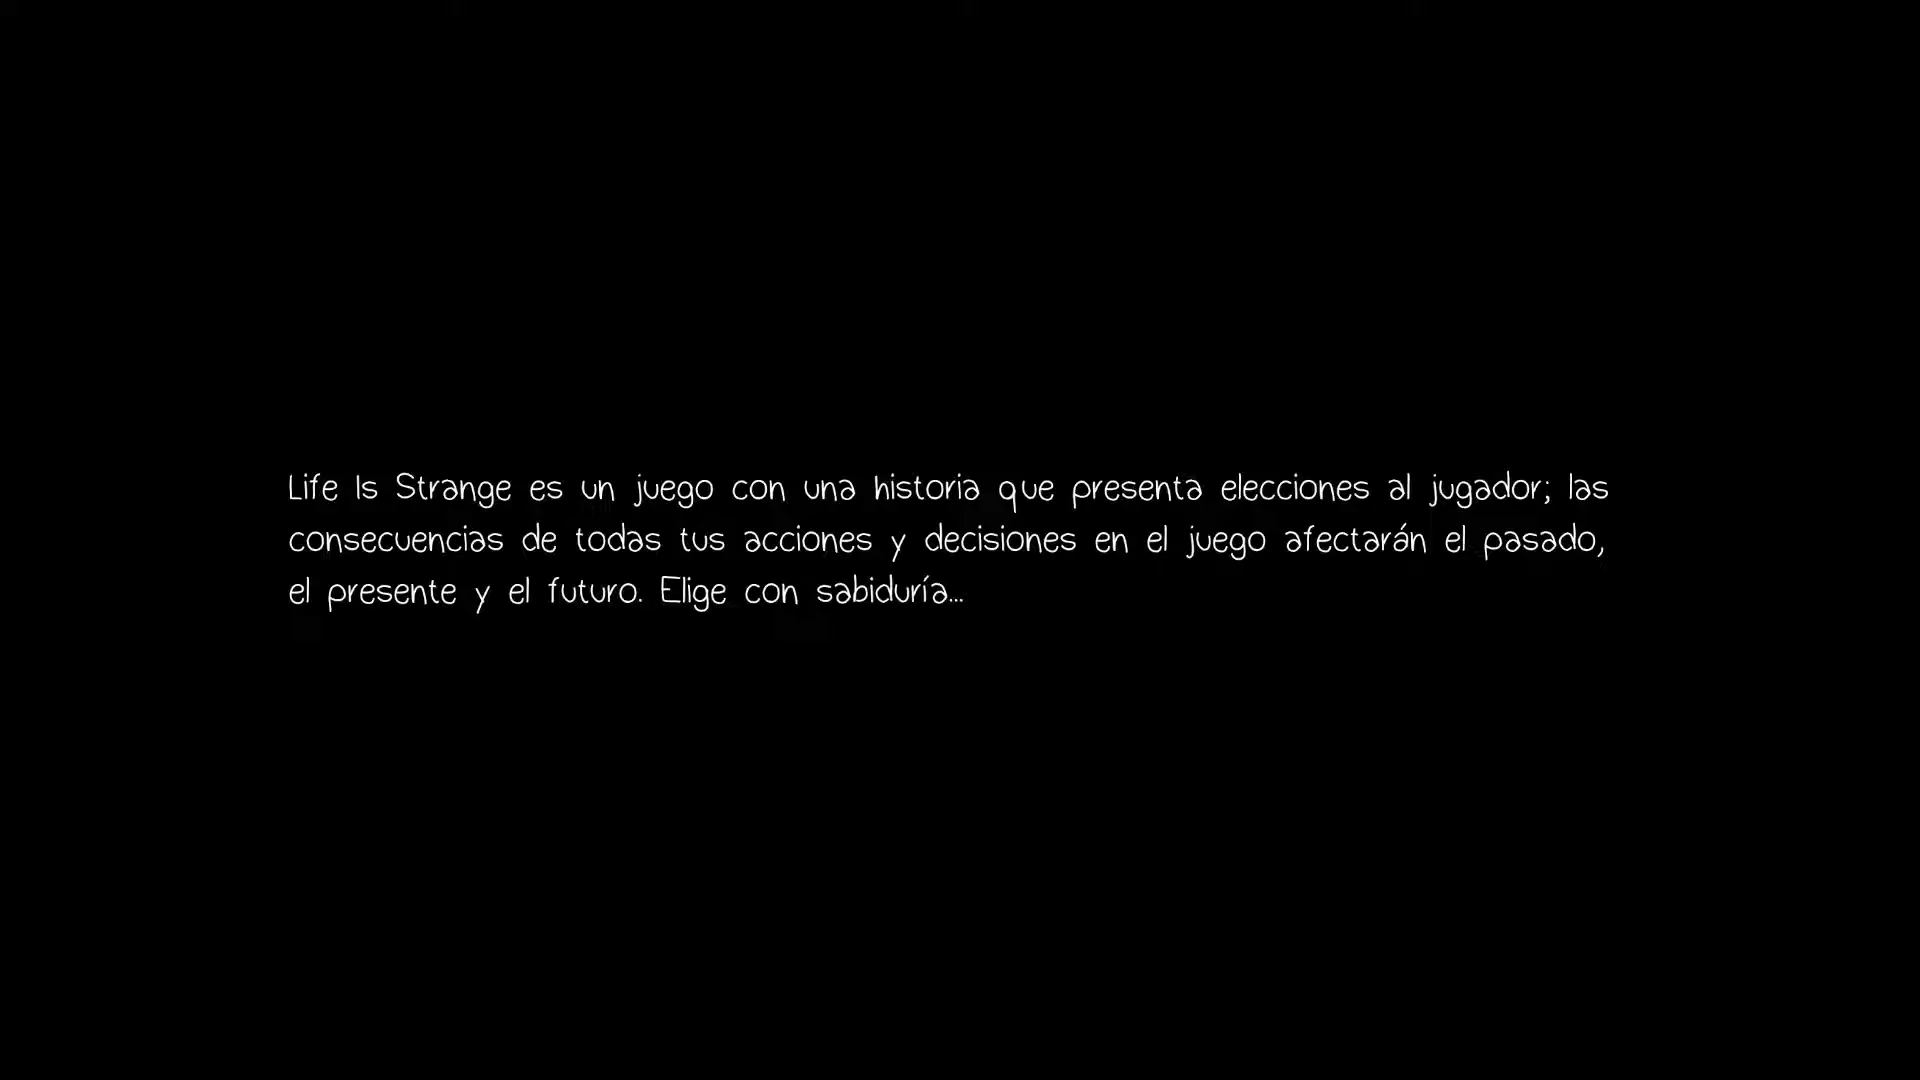 Life Is Strange es un juego con una historia que presenta elecciones al jugador; las
consecuencias de todas tus acciones y decisiones en el juego afectarán el pasado,
el presente y el futuro. Elige con sabiduría...